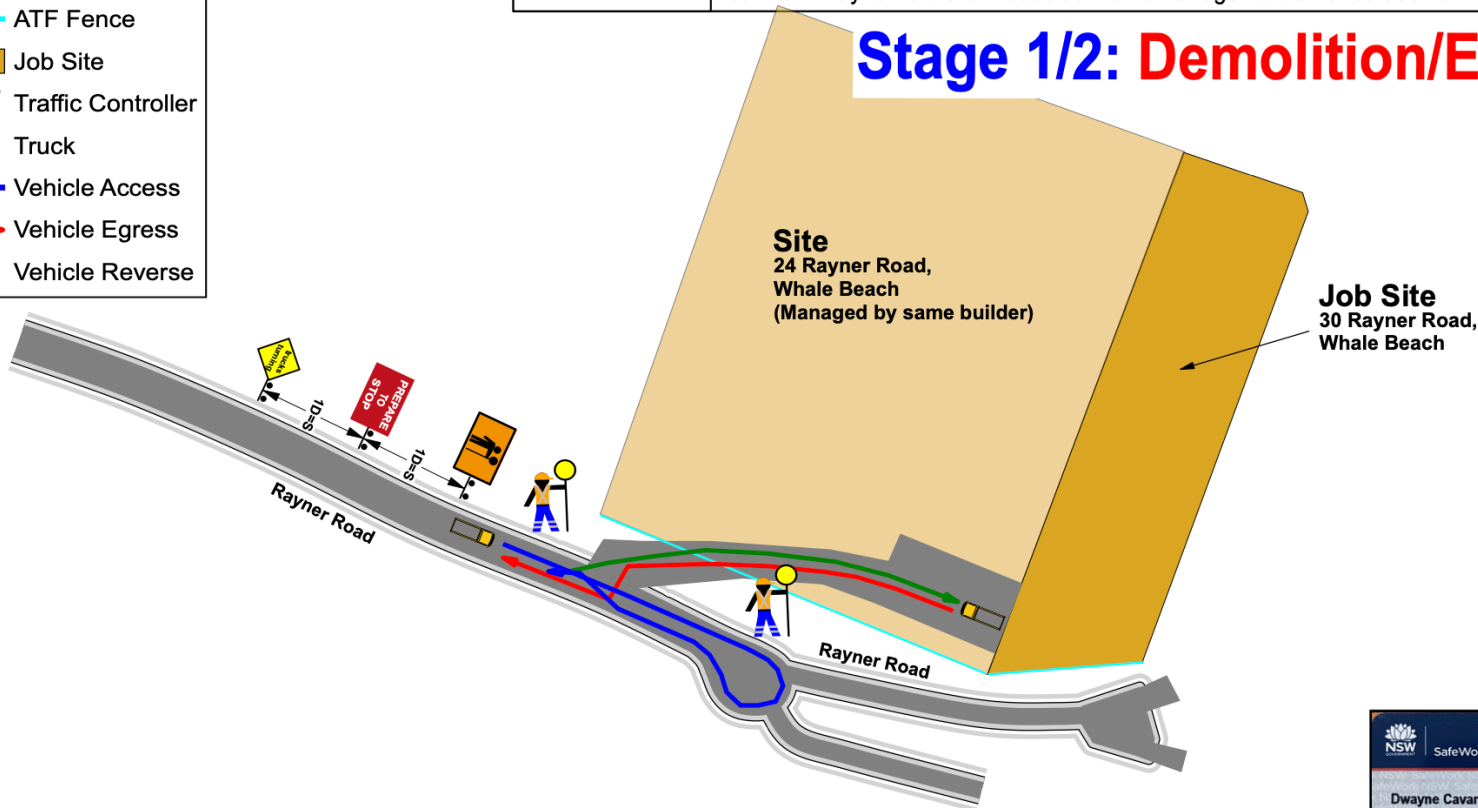 ATF Fence
Job Site
Traffic Controller
Truck
Vehicle Access
Vehicle Egress
Vehicle Reverse
Stage 1/2: Demolition/E
Site
24 Rayner Road,
Whale Beach
(Managed by same builder)
Job Site
30 Rayner Road,
Whale Beach
trucks
turning
1D=S
PREPARE
TO
STOP
1D=S
Rayner Road
Rayner Road
NSW
GOVERNMENT
SafeWo
Dwayne Cavan